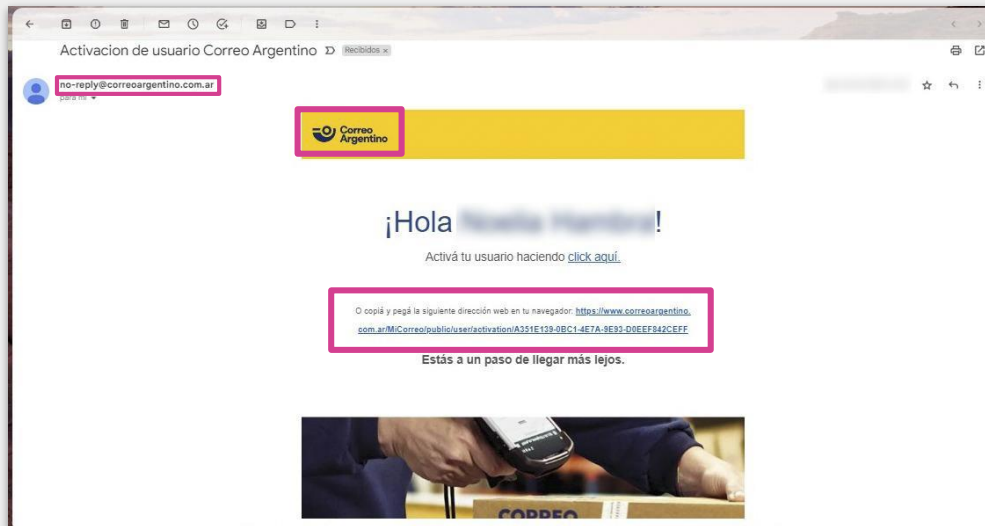 Activacion de usuario Correo Argentino
Recibidos x
no-reply@correoargentino.com.ar
para mí
Correo
Argentino
¡Hola !
Activá tu usuario haciendo click aquí.
O copiá y pegá la siguiente dirección web en tu navegador: https://www.correoargentino.
com.ar/MiCorreo/public/user/activation/A351E139-0BC1-4E7A-9E93-D0EEF842CEFF
Estás a un paso de llegar más lejos.
CORREO